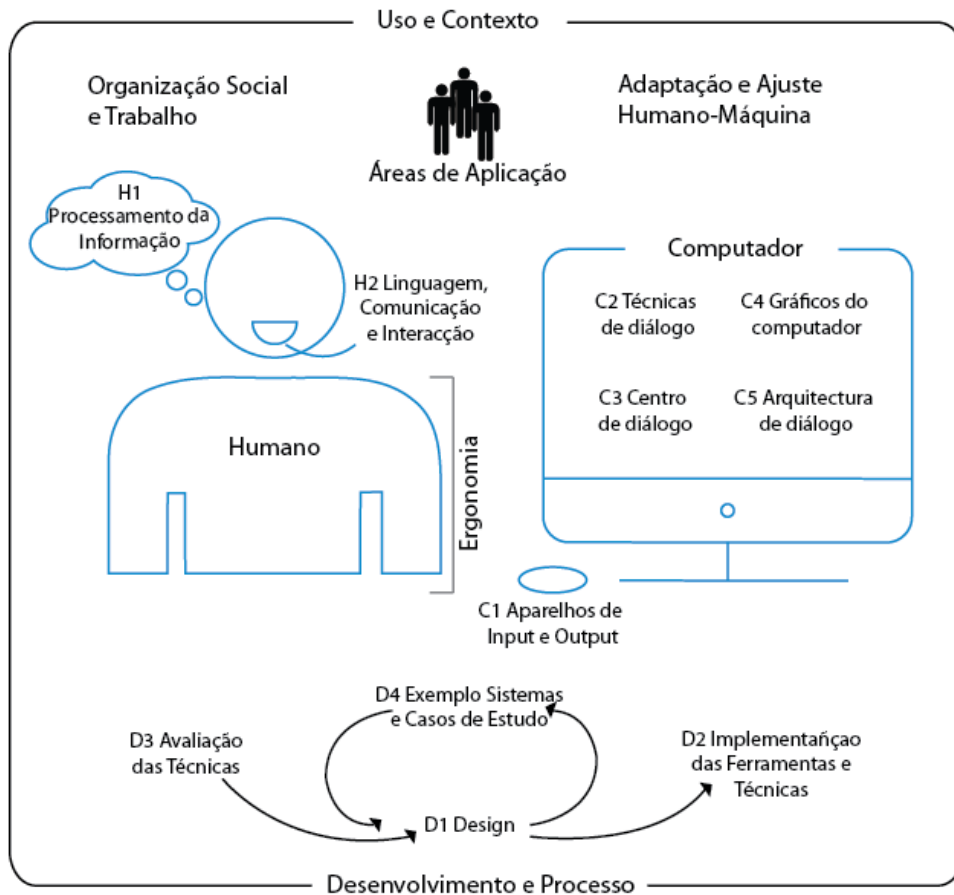 Uso e Contexto
Organização Social
e Trabalho
Adaptação e Ajuste
Humano-Máquina
Áreas de Aplicação
H1
Processamento da
Informação
H2 Linguagem,
Comunicação
e Interacção
Computador
C2 Técnicas
de diálogo
C4 Gráficos do
computador
C3 Centro
de diálogo
C5 Arquitectura
de diálogo
Humano
Ergonomia
C1 Aparelhos de
Input e Output
D4 Exemplo Sistemas
e Casos de Estudo
D3 Avaliação
das Técnicas
D2 Implementañçao
das Ferramentas e
Técnicas
D1 Design
Desenvolvimento e Processo